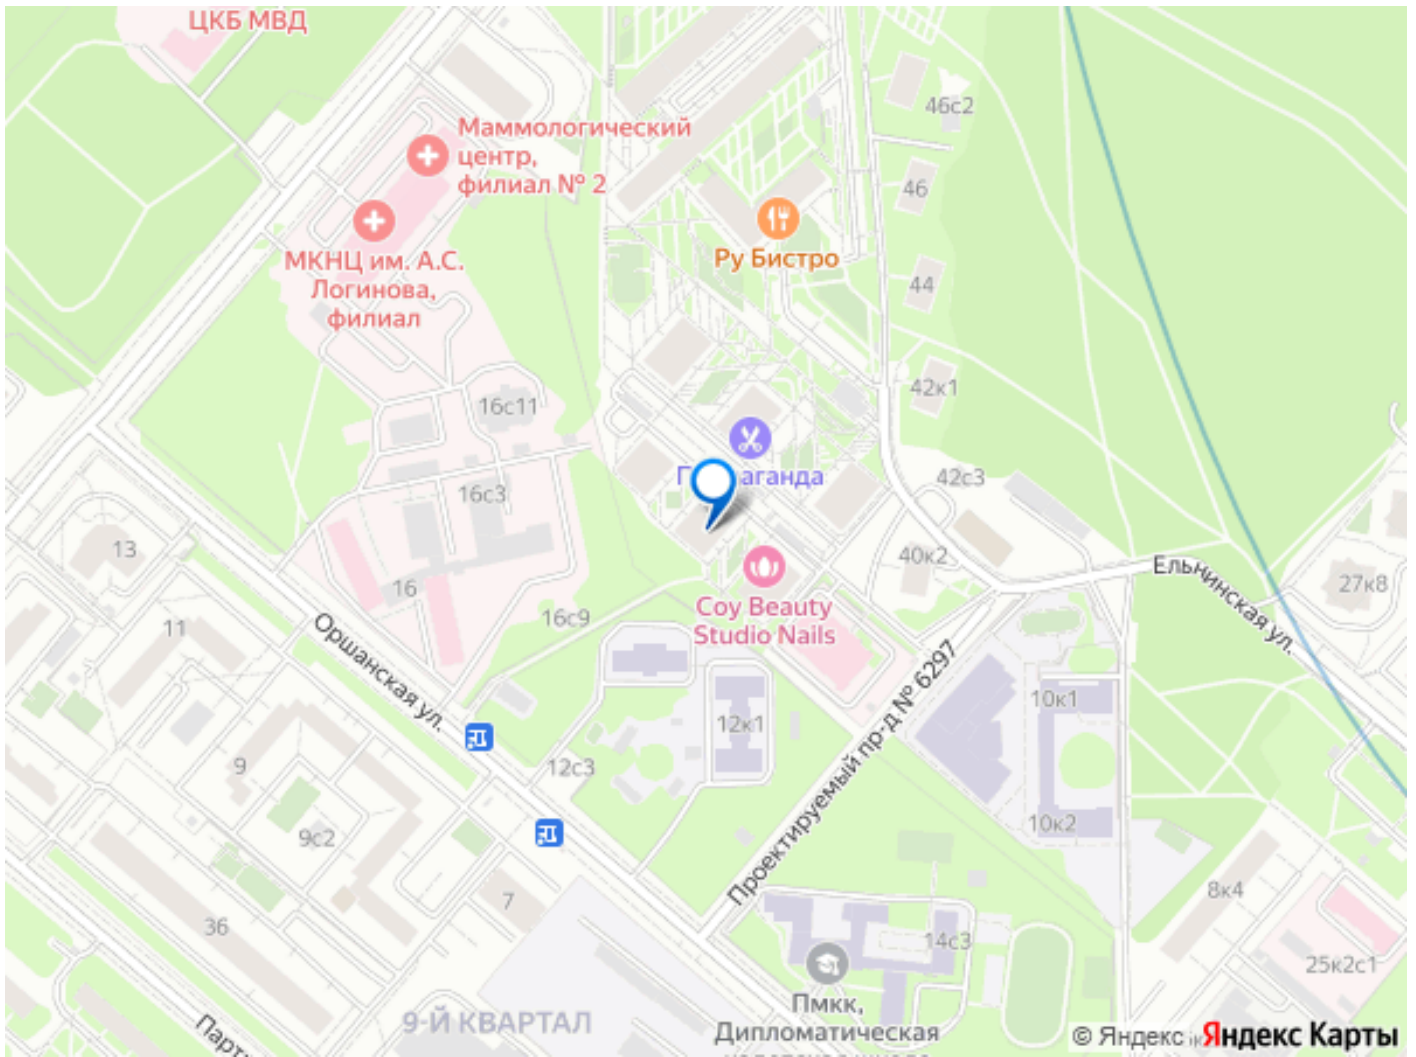 ЦКБ МВД
Маммологический
центр,
филиал № 2
МКНЦ им. А.С.
Логинова,
филиал
46с2
46
Ру Бистро
44
42к1
16с11
16с3
42с3
40к2
13
16
16с9
11
Оршанская ул.
Coy Beauty
Studio Nails
Ельнинская ул.
27к8
Проектируемый пр-д № 6297
10к1
12к1
12с3
9
9с2
10к2
7
36
8к4
14с3
25к2с1
Пмкк,
Дипломатическая
9-Й КВАРТАЛ
© Яндекс
Яндекс Карты